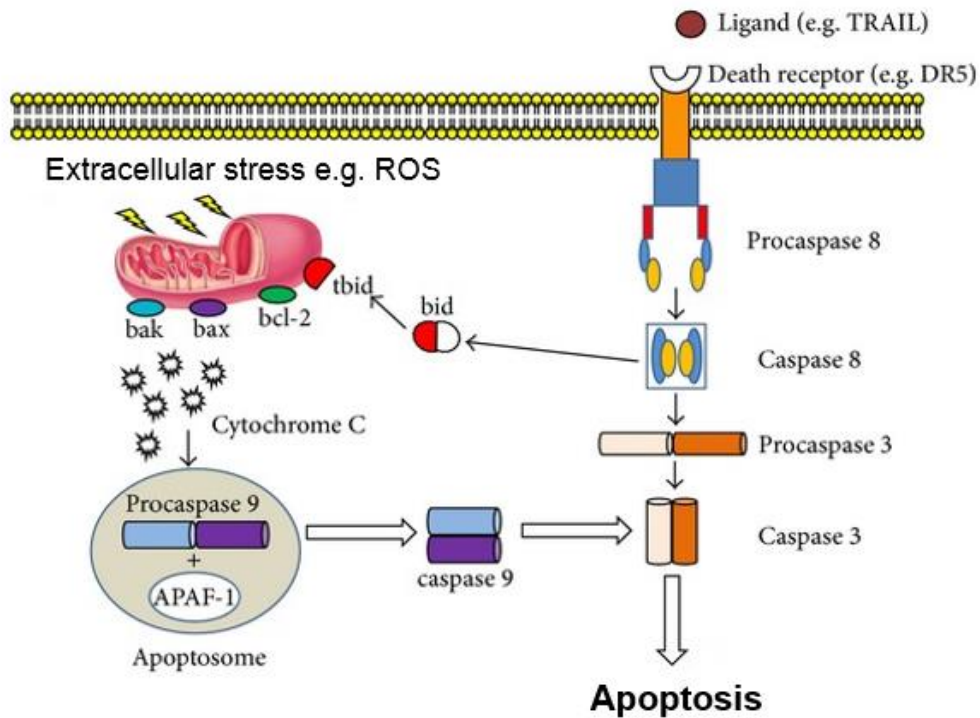 Ligand (e.g. TRAIL)
Death receptor (e.g. DR5)
Extracellular stress e.g. ROS
Procaspase 8
tbid
bid
bcl-2
bak
bax
Caspase 8
Cytochrome C
Procaspase 3
Procaspase 9
+
APAF-1
caspase 9
Caspase 3
Apoptosome
Apoptosis